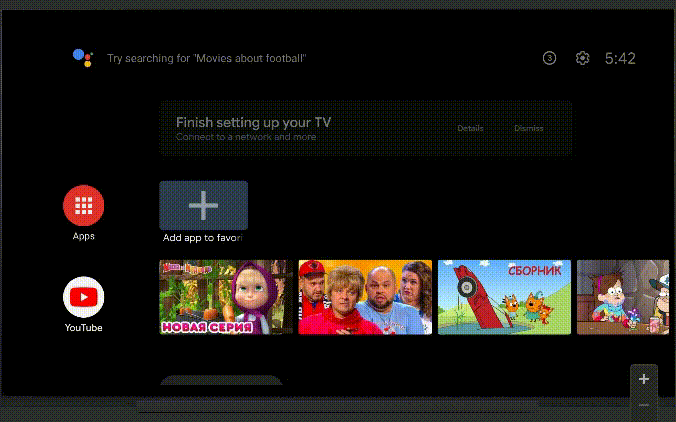 Try searching for "Movies about football"
3
5:42
Finish setting up your TV
Connect to a network and more
Details
Dismiss
Add app to favori
Apps
НОВАЯ СЕРИЯ
СБОРНИК
YouTube